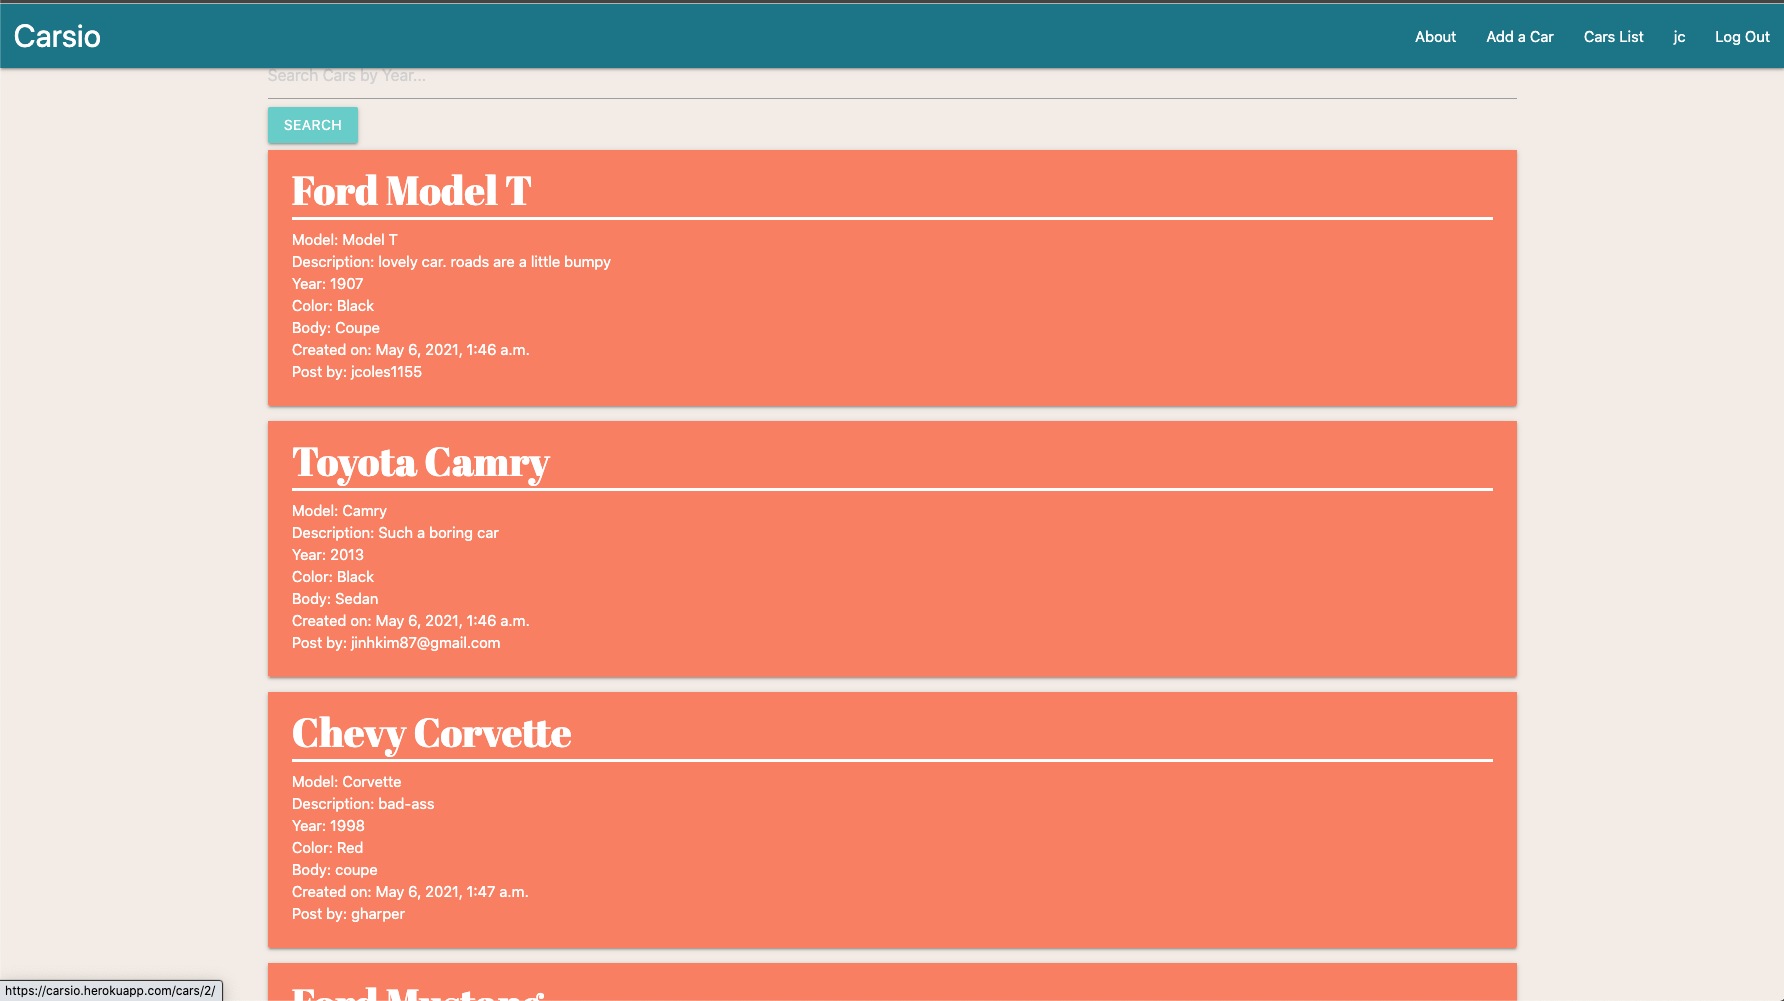 Carsio
About
Add a Car
Cars List
jc
Log Out
Search Cars by Year...
SEARCH
Ford Model T
Model: Model T
Description: lovely car. roads are a little bumpy
Year: 1907
Color: Black
Body: Coupe
Created on: May 6, 2021, 1:46 a.m.
Post by: jcoles1155
Toyota Camry
Model: Camry
Description: Such a boring car
Year: 2013
Color: Black
Body: Sedan
Created on: May 6, 2021, 1:46 a.m.
Post by: jinhkim87@gmail.com
Chevy Corvette
Model: Corvette
Description: bad-ass
Year: 1998
Color: Red
Body: coupe
Created on: May 6, 2021, 1:47 a.m.
Post by: gharper
Ford Mustang
https://carsio.herokuapp.com/cars/2/